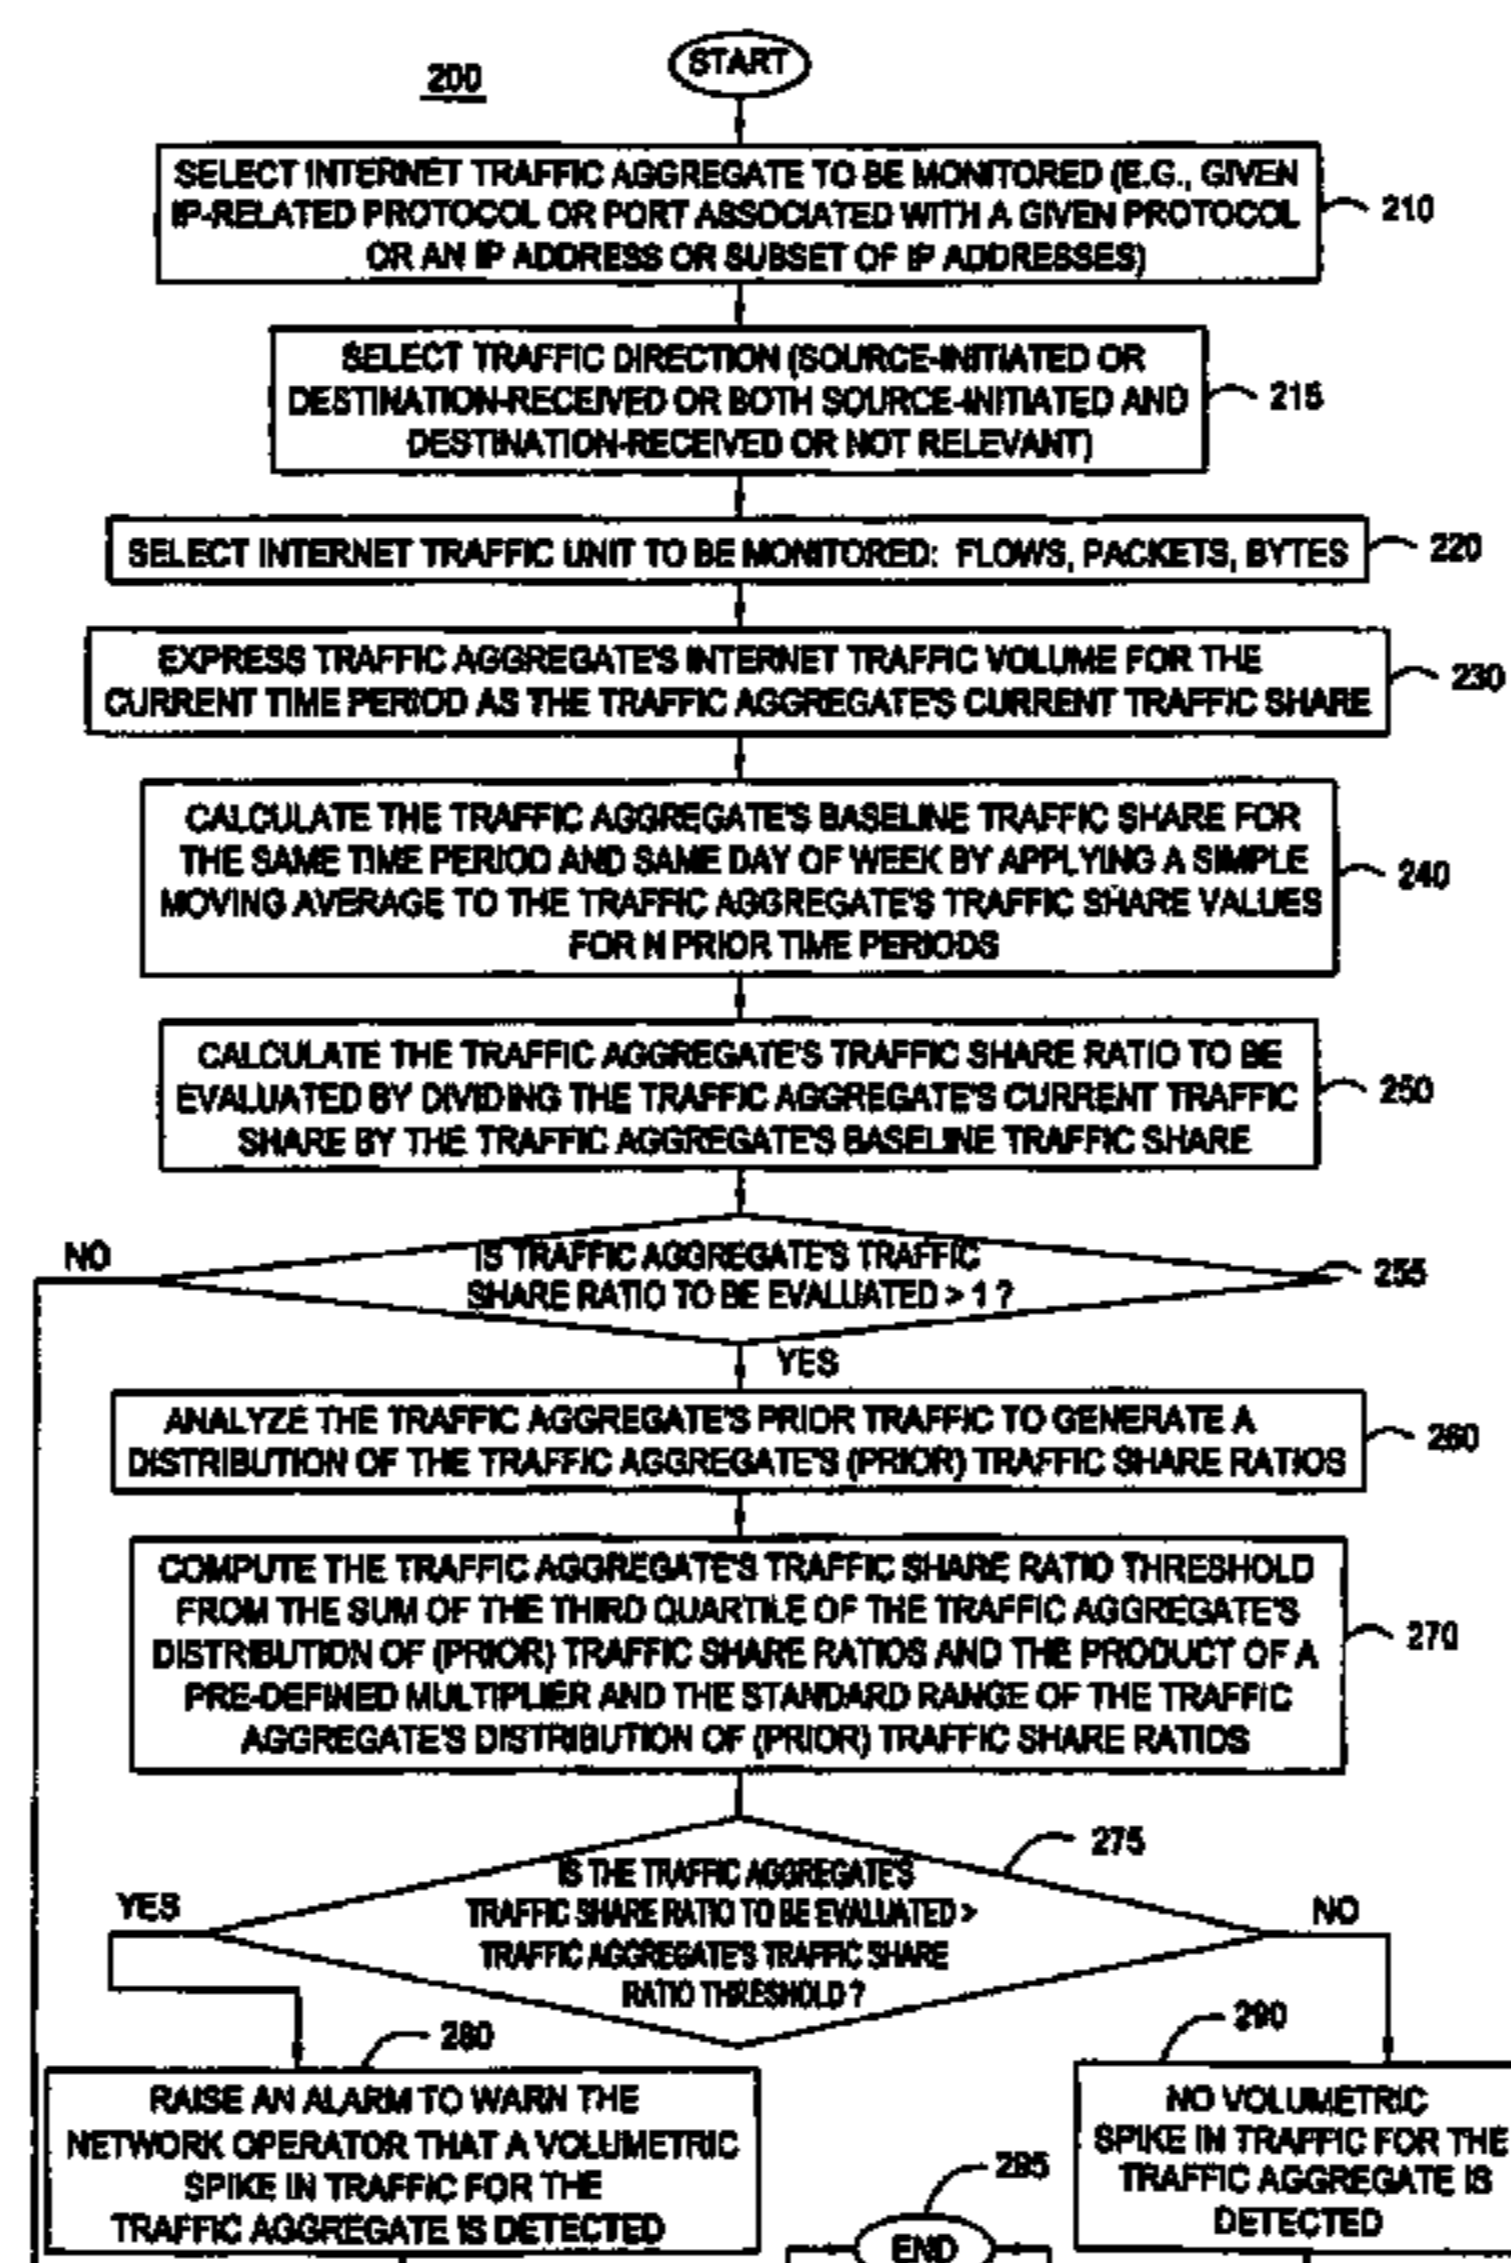 START
200
SELECT INTERNET TRAFFIC AGGREGATE TO BE MONITORED (E.G., GIVEN
IP-RELATED PROTOCOL OR PORT ASSOCIATED WITH A GIVEN PROTOCOL
OR AN IP ADDRESS OR SUBSET OF IP ADDRESSES)
210
SELECT TRAFFIC DIRECTION (SOURCE-INITIATED OR
DESTINATION-RECEIVED OR BOTH SOURCE-INITIATED AND
DESTINATION-RECEIVED OR NOT RELEVANT)
215
SELECT INTERNET TRAFFIC UNIT TO BE MONITORED: FLOWS, PACKETS, BYTES
220
EXPRESS TRAFFIC AGGREGATE'S INTERNET TRAFFIC VOLUME FOR THE
CURRENT TIME PERIOD AS THE TRAFFIC AGGREGATE'S CURRENT TRAFFIC SHARE
230
CALCULATE THE TRAFFIC AGGREGATE'S BASELINE TRAFFIC SHARE FOR
THE SAME TIME PERIOD AND SAME DAY OF WEEK BY APPLYING A SIMPLE
MOVING AVERAGE TO THE TRAFFIC AGGREGATE'S TRAFFIC SHARE VALUES
FOR N PRIOR TIME PERIODS
240
CALCULATE THE TRAFFIC AGGREGATE'S TRAFFIC SHARE RATIO TO BE
EVALUATED BY DIVIDING THE TRAFFIC AGGREGATE'S CURRENT TRAFFIC
SHARE BY THE TRAFFIC AGGREGATE'S BASELINE TRAFFIC SHARE
250
NO
IS TRAFFIC AGGREGATE'S TRAFFIC
SHARE RATIO TO BE EVALUATED > 1 ?
255
YES
ANALYZE THE TRAFFIC AGGREGATE'S PRIOR TRAFFIC TO GENERATE A
DISTRIBUTION OF THE TRAFFIC AGGREGATE'S (PRIOR) TRAFFIC SHARE RATIOS
260
COMPUTE THE TRAFFIC AGGREGATE'S TRAFFIC SHARE RATIO THRESHOLD
FROM THE SUM OF THE THIRD QUARTILE OF THE TRAFFIC AGGREGATE'S
DISTRIBUTION OF (PRIOR) TRAFFIC SHARE RATIOS AND THE PRODUCT OF A
PRE-DEFINED MULTIPLIER AND THE STANDARD RANGE OF THE TRAFFIC
AGGREGATE'S DISTRIBUTION OF (PRIOR) TRAFFIC SHARE RATIOS
270
275
YES
IS THE TRAFFIC AGGREGATE'S
TRAFFIC SHARE RATIO TO BE EVALUATED >
TRAFFIC AGGREGATE'S TRAFFIC SHARE
RATIO THRESHOLD ?
NO
280
290
RAISE AN ALARM TO WARN THE
NETWORK OPERATOR THAT A VOLUMETRIC
SPIKE IN TRAFFIC FOR THE
TRAFFIC AGGREGATE IS DETECTED
NO VOLUMETRIC
SPIKE IN TRAFFIC FOR THE
TRAFFIC AGGREGATE IS
DETECTED
295
END